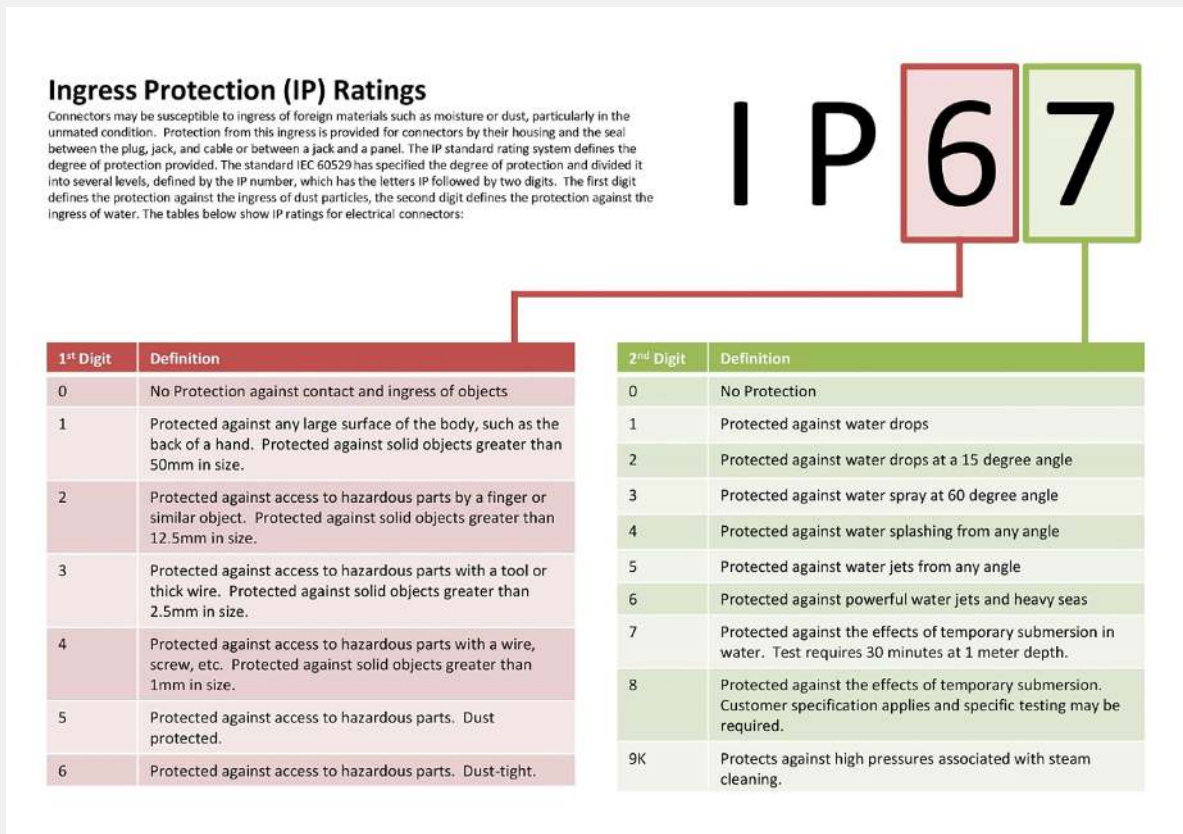 Ingress Protection (IP) Ratings
Connectors may be susceptible to ingress of foreign materials such as moisture or dust, particularly in the
unmated condition. Protection from this ingress is provided for connectors by their housing and the seal
between the plug, jack, and cable or between a jack and a panel. The IP standard rating system defines the
degree of protection provided. The standard IEC 60529 has specified the degree of protection and divided it
into several levels, defined by the IP number, which has the letters IP followed by two digits. The first digit
defines the protection against the ingress of dust particles, the second digit defines the protection against the
ingress of water. The tables below show IP ratings for electrical connectors:
I P 6 7
1st Digit Definition
0 No Protection against contact and ingress of objects
1 Protected against any large surface of the body, such as the
back of a hand. Protected against solid objects greater than
50mm in size.
2 Protected against access to hazardous parts by a finger or
similar object. Protected against solid objects greater than
12.5mm in size.
3 Protected against access to hazardous parts with a tool or
thick wire. Protected against solid objects greater than
2.5mm in size.
4 Protected against access to hazardous parts with a wire,
screw, etc. Protected against solid objects greater than
1mm in size.
5 Protected against access to hazardous parts. Dust
protected.
6 Protected against access to hazardous parts. Dust-tight.
2nd Digit Definition
0 No Protection
1 Protected against water drops
2 Protected against water drops at a 15 degree angle
3 Protected against water spray at 60 degree angle
4 Protected against water splashing from any angle
5 Protected against water jets from any angle
6 Protected against powerful water jets and heavy seas
7 Protected against the effects of temporary submersion in
water. Test requires 30 minutes at 1 meter depth.
8 Protected against the effects of temporary submersion.
Customer specification applies and specific testing may be
required.
9K Protects against high pressures associated with steam
cleaning.